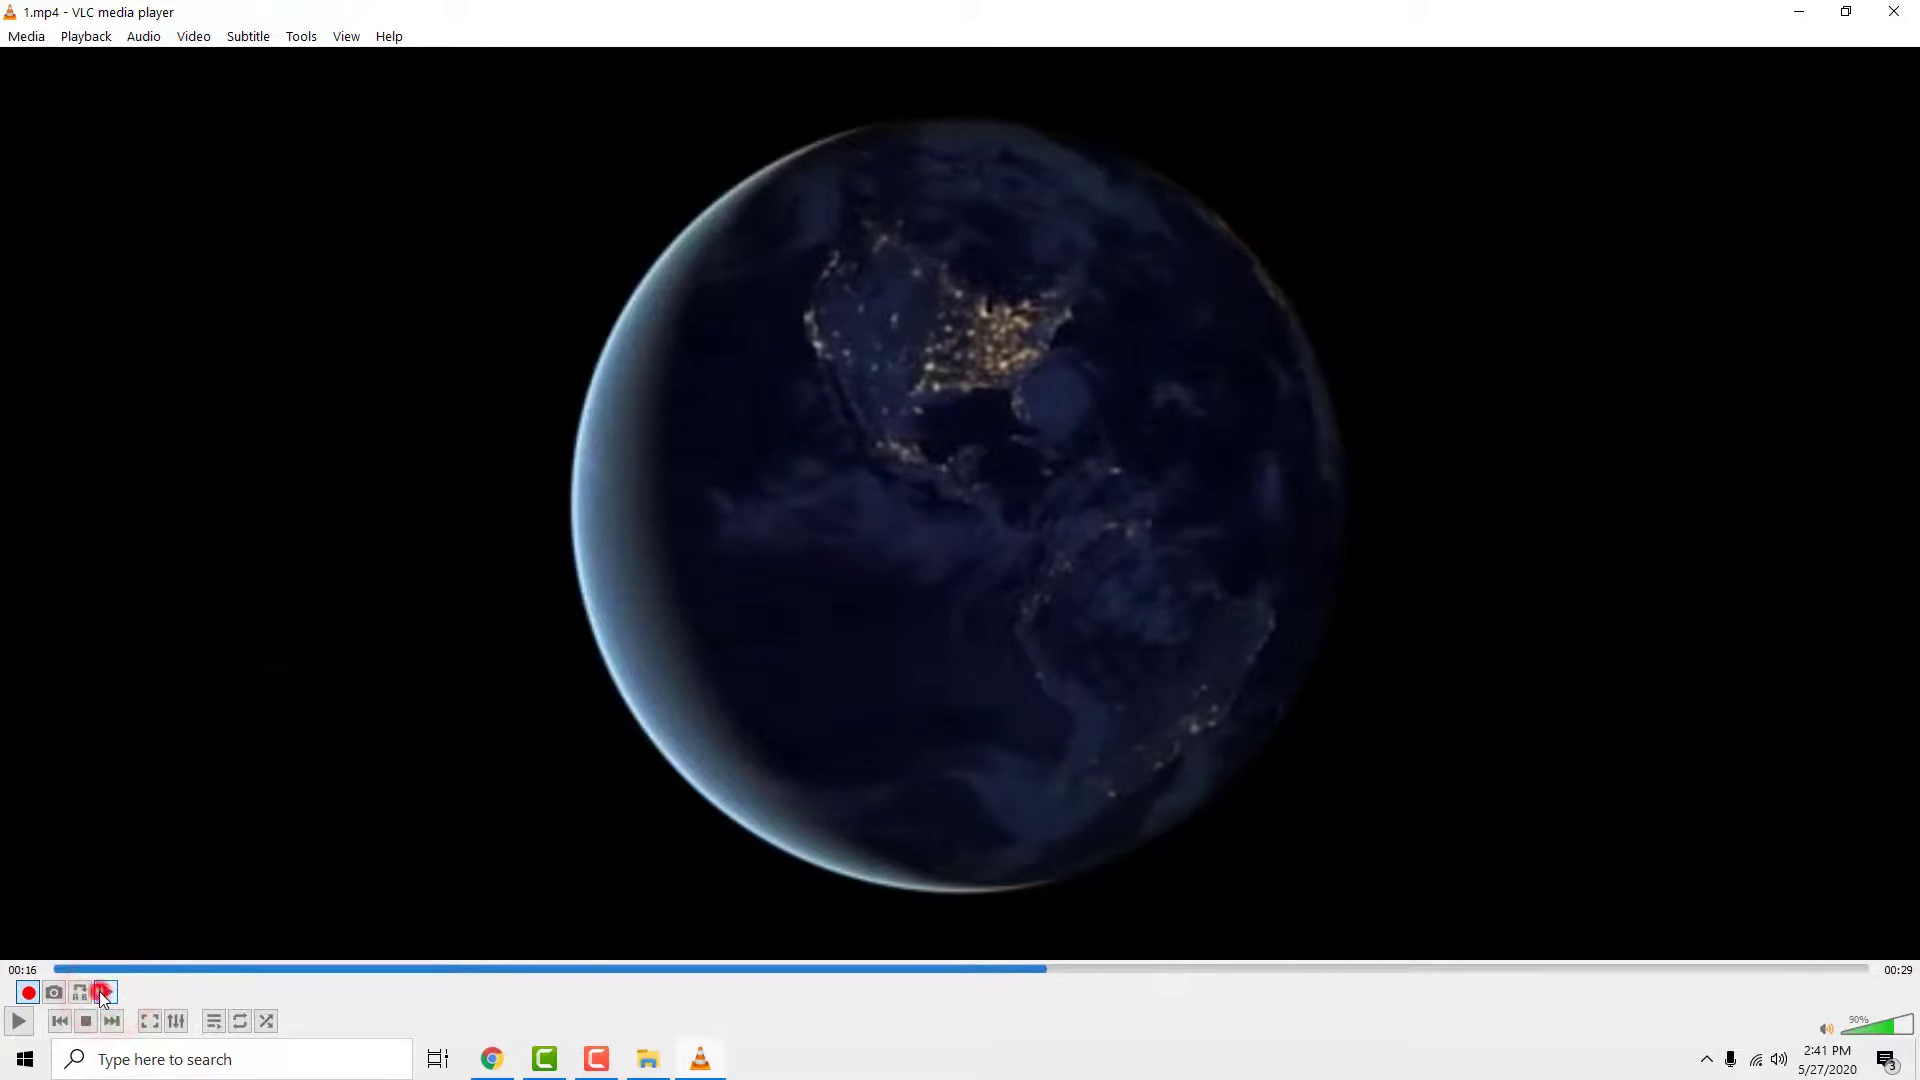 1.mp4 - VLC media player
Media Playback Audio Video Subtitle Tools View Help
00:16 00:29
90%
Type here to search
2:41 PM
5/27/2020
3